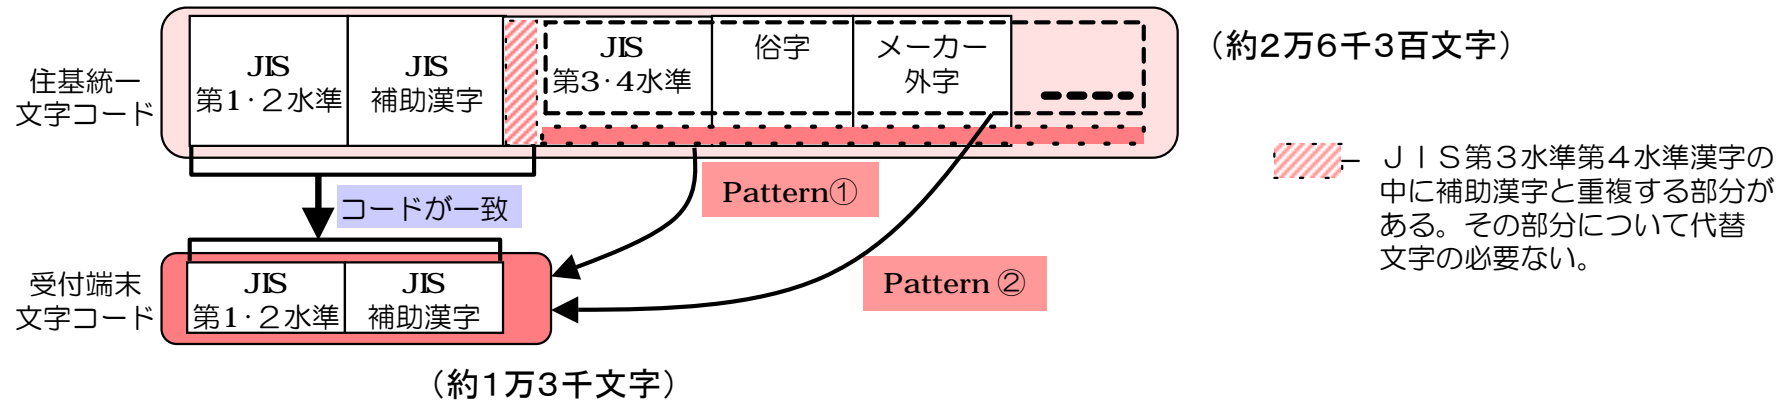 住基統一
文字コード
JIS
第1・2水準
JIS
補助漢字
JIS
第3・4水準
俗字
メーカー
外字
（約2万6千3百文字）
JIS第3水準第4水準漢字の
中に補助漢字と重複する部分が
ある。その部分について代替
文字の必要ない。
コードが一致
Pattern①
Pattern②
受付端末
文字コード
JIS
第1・2水準
JIS
補助漢字
（約1万3千文字）